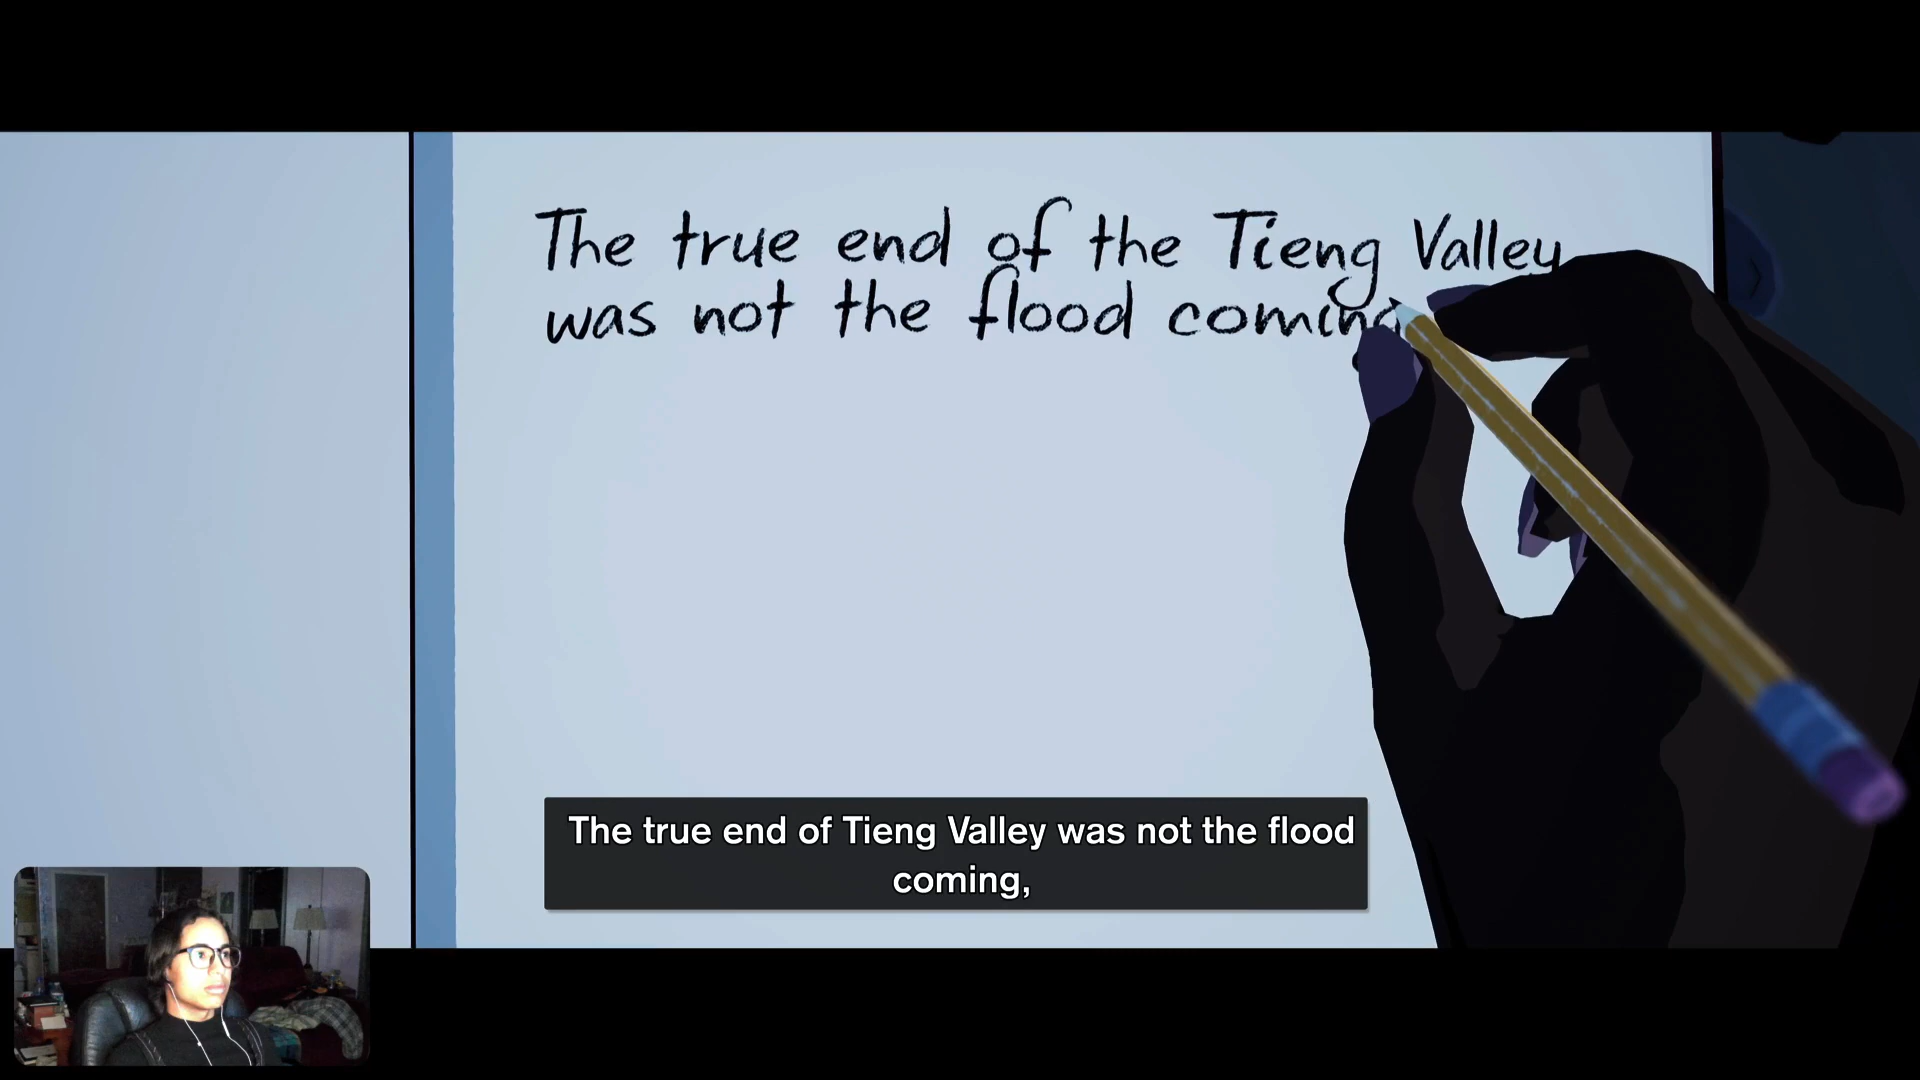 The true end of the Tieng Valley
was not the flood coming
The true end of Tieng Valley was not the flood
coming,